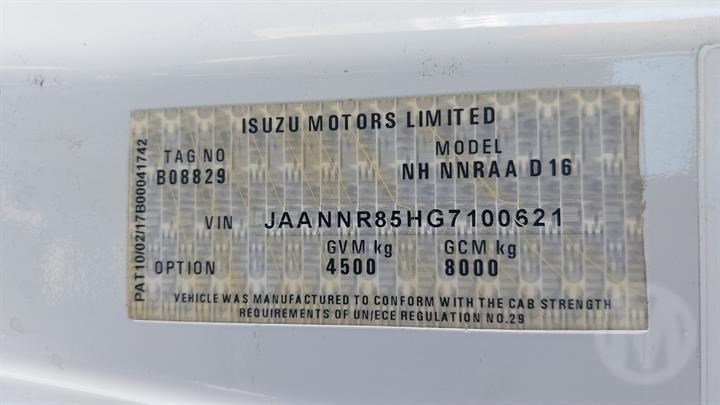 ISUZU MOTORS LIMITED
TAG NO
B08829
MODEL
NH NNRAA D16
VIN JAANNR85HG7100621
OPTION
GVM kg
4500
GCM kg
8000
VEHICLE WAS MANUFACTURED TO CONFORM WITH THE CAB STRENGTH
REQUIREMENTS OF UN/ECE REGULATION NO.29
PAT10/02/17B00041742
M